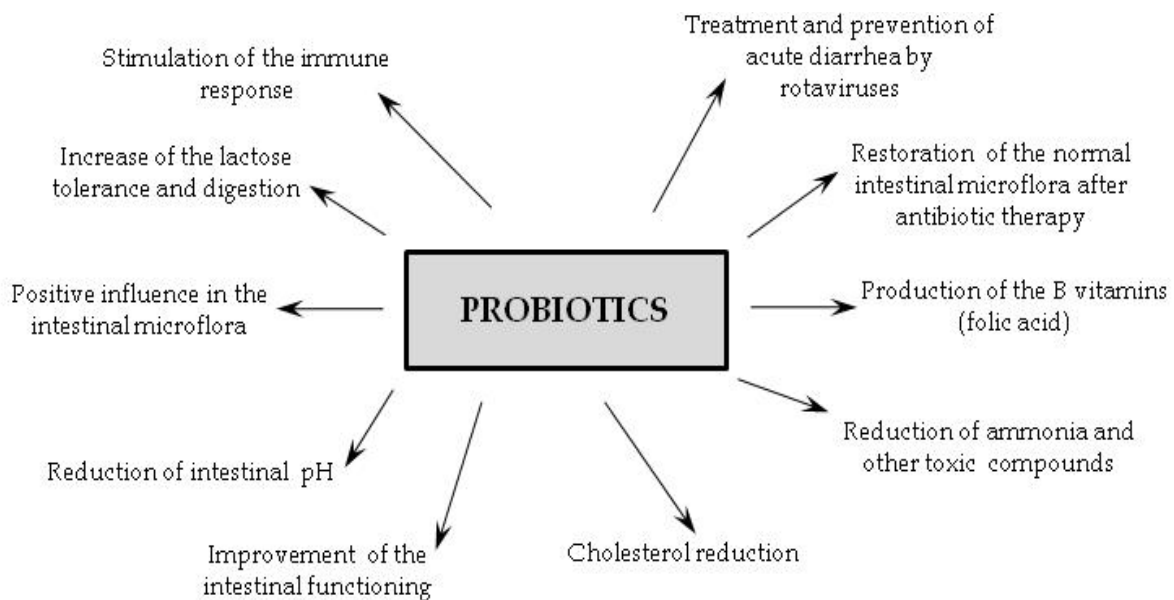 Treatment and prevention of
acute diarrhea by
rotaviruses
Stimulation of the immune
response
Increase of the lactose
tolerance and digestion
Restoration of the normal
intestinal microflora after
antibiotic therapy
Positive influence in the
intestinal microflora
PROBIOTICS
Production of the B vitamins
(folic acid)
Reduction of intestinal pH
Reduction of ammonia and
other toxic compounds
Improvement of the
intestinal functioning
Cholesterol reduction